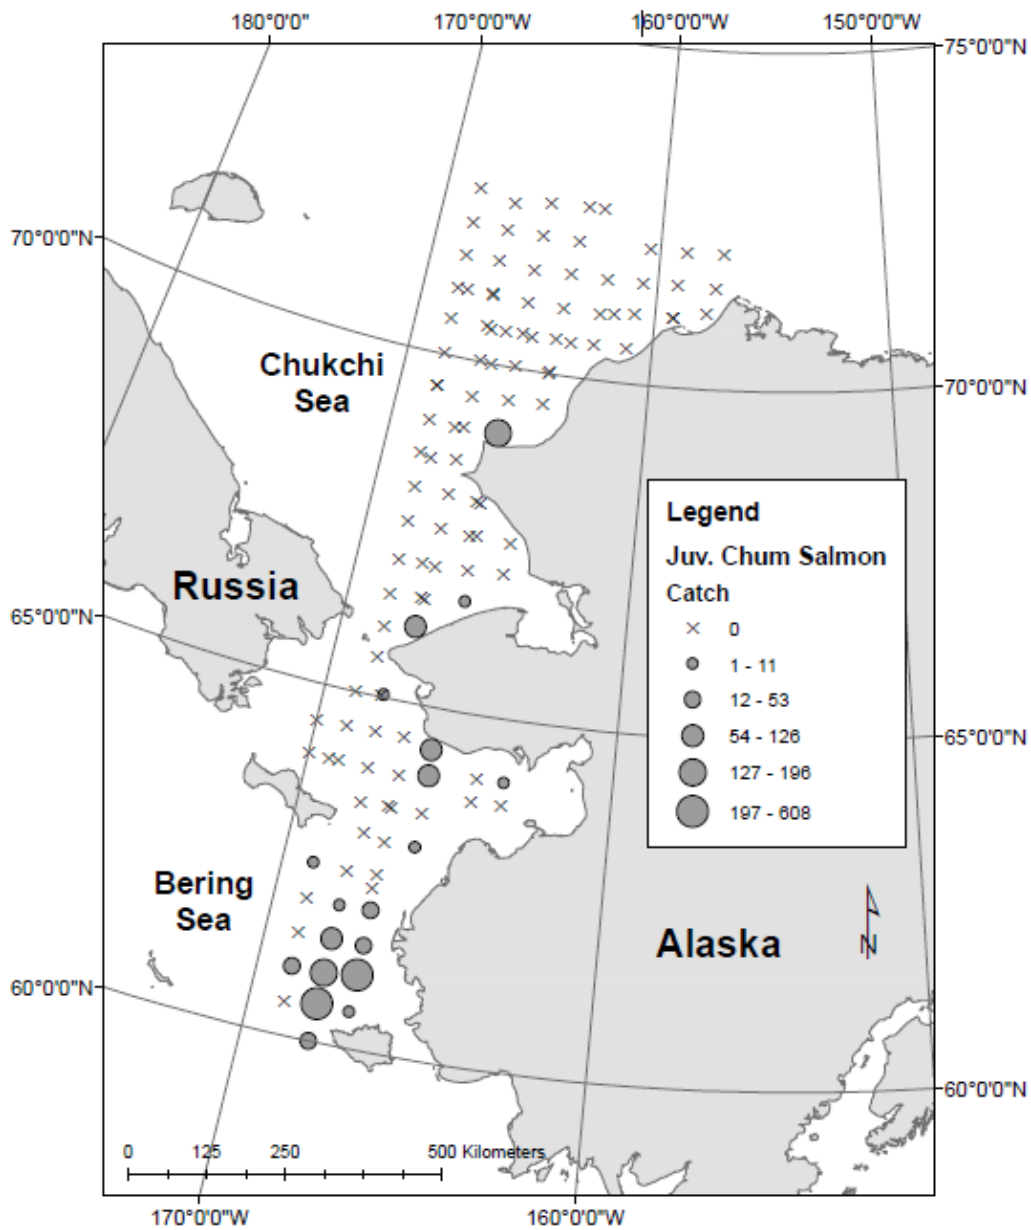 180°0'0"
170°0'0"W
160°0'0"W
150°0'0"W
75°0'0"N
70°0'0"N
Chukchi
Sea
70°0'0"N
Legend
Juv. Chum Salmon
Catch
0
1 - 11
12 - 53
54 - 126
127 - 196
197 - 608
Russia
65°0'0"N
65°0'0"N
Bering
Sea
Alaska
N
60°0'0"N
60°0'0"N
0 125 250 500 Kilometers
170°0'0"W
160°0'0"W